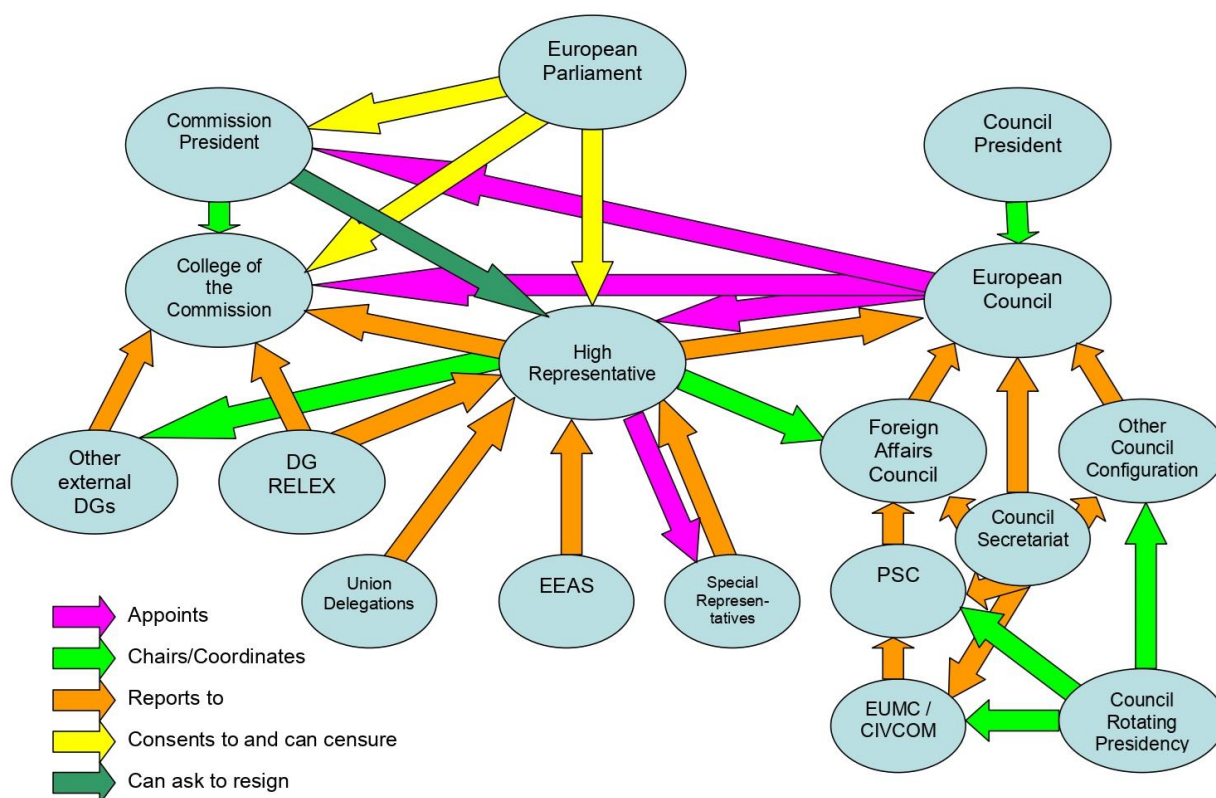 European
Parliament
Commission
President
Council
President
College of
the
Commission
European
Council
High
Representative
Other
external
DGs
DG
RELEX
Foreign
Affairs
Council
Other
Council
Configuration
Council
Secretariat
Union
Delegations
EEAS
Special
Represen-
tatives
PSC
EUMC /
CIVCOM
Council
Rotating
Presidency
Appoints
Chairs/Coordinates
Reports to
Consents to and can censure
Can ask to resign